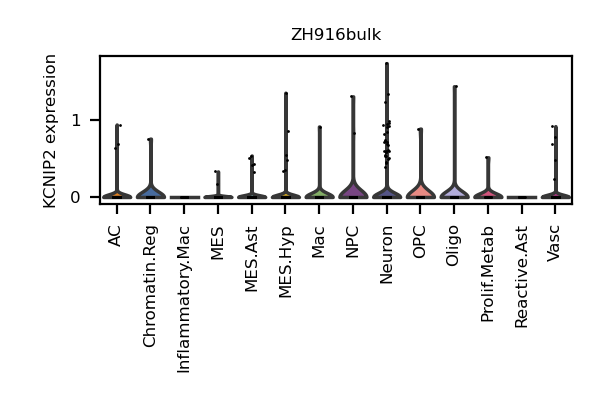 ZH916bulk
KCNIP2 expression
1
0
AC
Chromatin.Reg
Inflammatory.Mac
MES
MES.Ast
MES.Hyp
Mac
NPC
Neuron
OPC
Oligo
Prolif.Metab
Reactive.Ast
Vasc